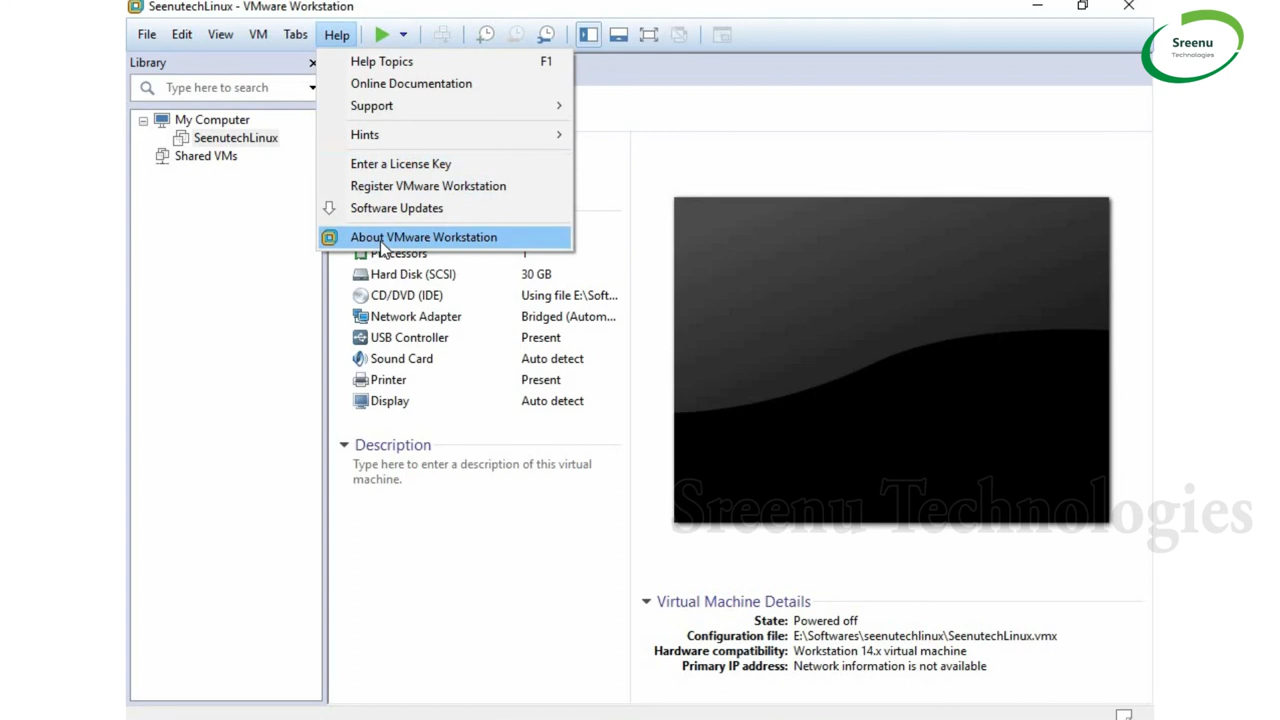 SeenutechLinux - VMware Workstation
File Edit View VM Tabs Help
Sreenu
Technologies
Library
Type here to search
My Computer
SeenutechLinux
Shared VMs
Help Topics F1
Online Documentation
Support
Hints
Enter a License Key
Register VMware Workstation
Software Updates
About VMware Workstation
Processors 1
Hard Disk (SCSI) 30 GB
CD/DVD (IDE) Using file E:\Soft...
Network Adapter Bridged (Autom...
USB Controller Present
Sound Card Auto detect
Printer Present
Display Auto detect
Description
Type here to enter a description of this virtual
machine.
Sreenu Technologies
Virtual Machine Details
State: Powered off
Configuration file: E:\Softwares\seenutechlinux\SeenutechLinux.vmx
Hardware compatibility: Workstation 14.x virtual machine
Primary IP address: Network information is not available